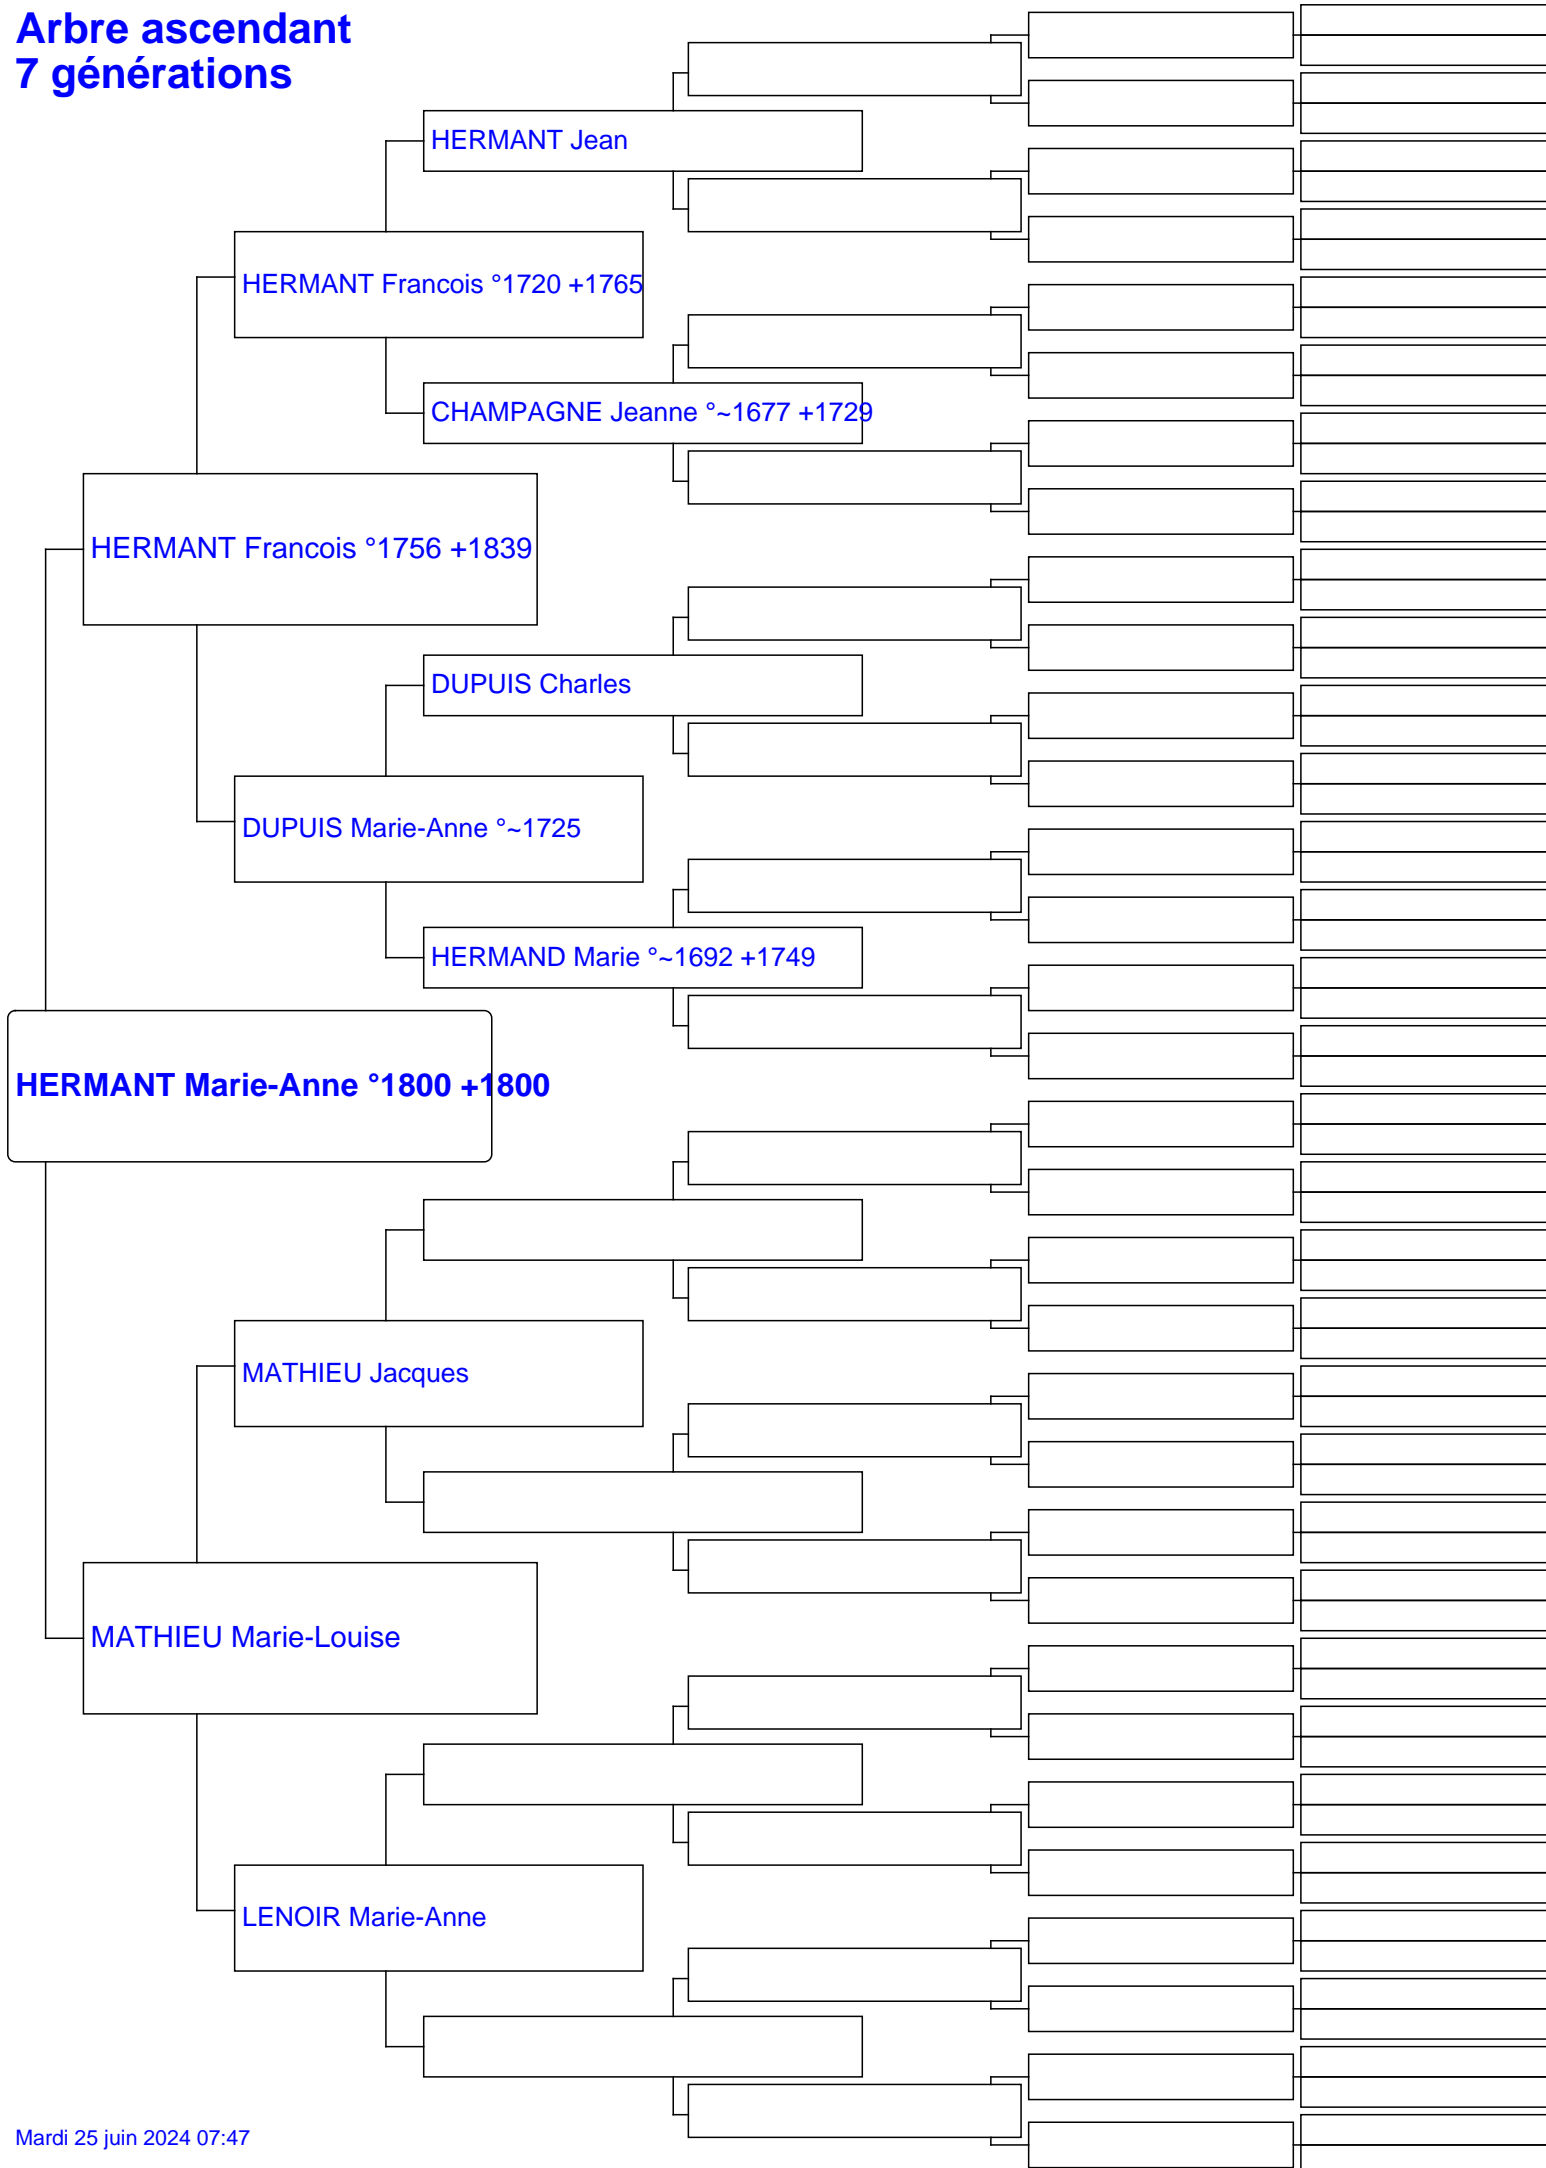 Arbre ascendant
7 générations
HERMANT Jean
HERMANT Francois °1720 +1765
CHAMPAGNE Jeanne °~1677 +1729
HERMANT Francois °1756 +1839
DUPUIS Charles
DUPUIS Marie-Anne °~1725
HERMAND Marie °~1692 +1749
HERMANT Marie-Anne °1800 +1800
MATHIEU Jacques
MATHIEU Marie-Louise
LENOIR Marie-Anne
Mardi 25 juin 2024 07:47